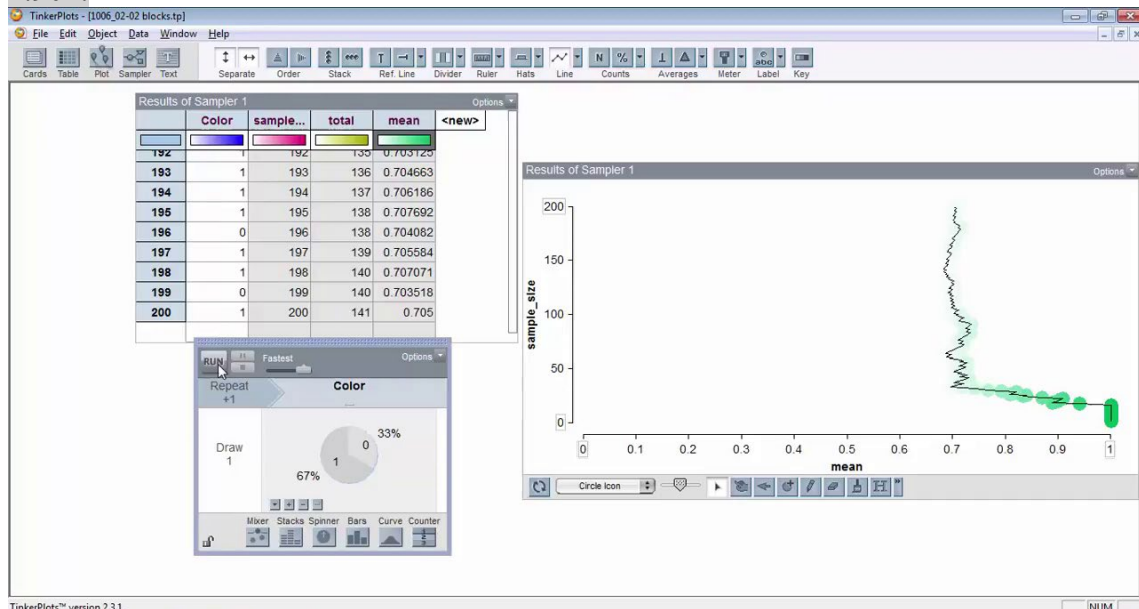 TinkerPlots - [1006_02-02 blocks.tp]
File Edit Object Data Window Help
Cards Table Plot Sampler Text Separate Order Stack Ref. Line Divider Ruler Hats Line Counts Averages Meter Label Key
Results of Sampler 1 Options
Color sample... total mean <new>
192 1 192 135 0.703125
193 1 193 136 0.704663
194 1 194 137 0.706186
195 1 195 138 0.707692
196 0 196 138 0.704082
197 1 197 139 0.705584
198 1 198 140 0.707071
199 0 199 140 0.703518
200 1 200 141 0.705
RUN Fastest Options
Repeat Color
+1 ...
Draw
1
0 33%
1
67%
Mixer Stacks Spinner Bars Curve Counter
Results of Sampler 1 Options
200
150
100
50
0
sample_size
0 0.1 0.2 0.3 0.4 0.5 0.6 0.7 0.8 0.9 1
mean
Circle Icon
TinkerPlots™ version 2.3.1 NUM